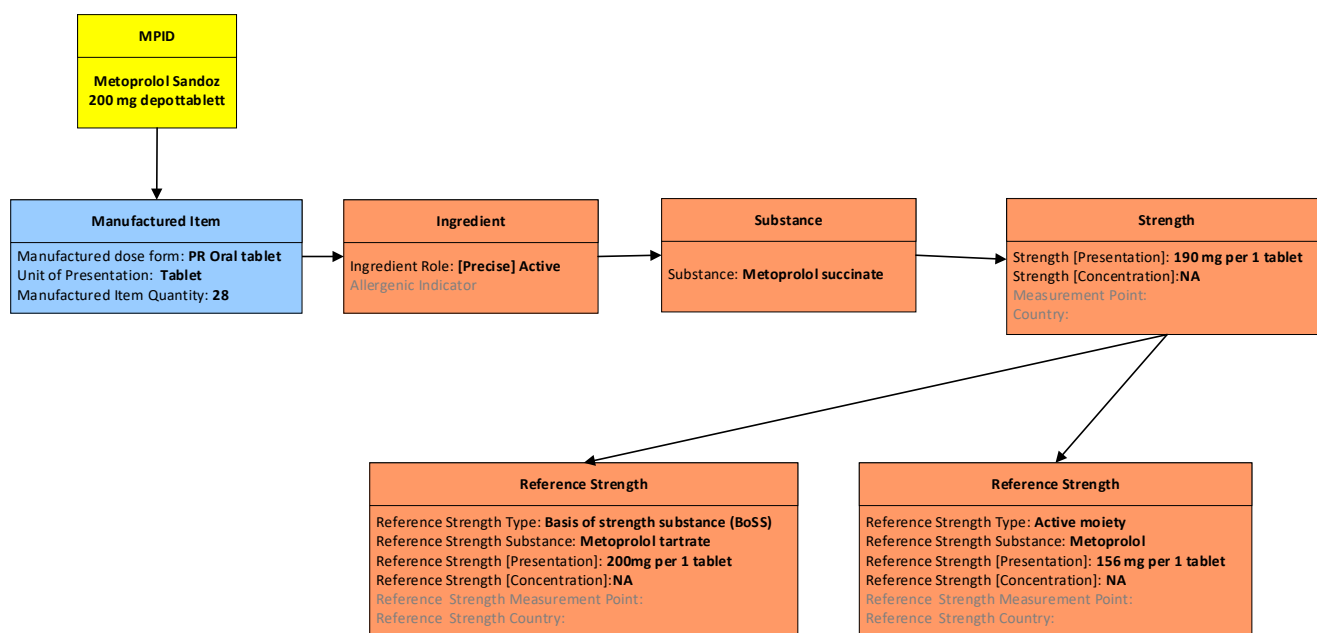 MPID
Metoprolol Sandoz
200 mg depottablett
Manufactured Item
Manufactured dose form: PR Oral tablet
Unit of Presentation: Tablet
Manufactured Item Quantity: 28
Ingredient
Ingredient Role: [Precise] Active
Allergenic Indicator
Substance
Substance: Metoprolol succinate
Strength
Strength [Presentation]: 190 mg per 1 tablet
Strength [Concentration]:NA
Measurement Point:
Country:
Reference Strength
Reference Strength Type: Basis of strength substance (BoSS)
Reference Strength Substance: Metoprolol tartrate
Reference Strength [Presentation]: 200mg per 1 tablet
Reference Strength [Concentration]:NA
Reference Strength Measurement Point:
Reference Strength Country:
Reference Strength
Reference Strength Type: Active moiety
Reference Strength Substance: Metoprolol
Reference Strength [Presentation]: 156 mg per 1 tablet
Reference Strength [Concentration]: NA
Reference Strength Measurement Point:
Reference Strength Country: